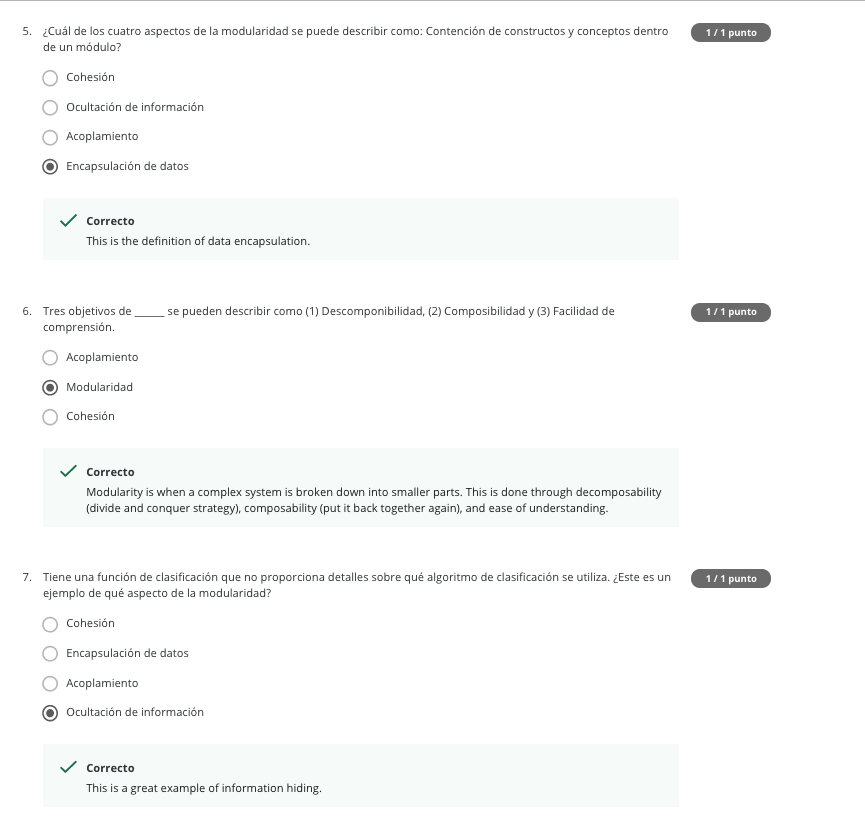 5. ¿Cuál de los cuatro aspectos de la modularidad se puede describir como: Contención de constructos y conceptos dentro
de un módulo?
1 / 1 punto
Cohesión
Ocultación de información
Acoplamiento
Encapsulación de datos
Correcto
This is the definition of data encapsulation.
6. Tres objetivos de ______ se pueden describir como (1) Descomponibilidad, (2) Composibilidad y (3) Facilidad de
comprensión.
1 / 1 punto
Acoplamiento
Modularidad
Cohesión
Correcto
Modularity is when a complex system is broken down into smaller parts. This is done through decomposability
(divide and conquer strategy), composability (put it back together again), and ease of understanding.
7. Tiene una función de clasificación que no proporciona detalles sobre qué algoritmo de clasificación se utiliza. ¿Este es un
ejemplo de qué aspecto de la modularidad?
1 / 1 punto
Cohesión
Encapsulación de datos
Acoplamiento
Ocultación de información
Correcto
This is a great example of information hiding.